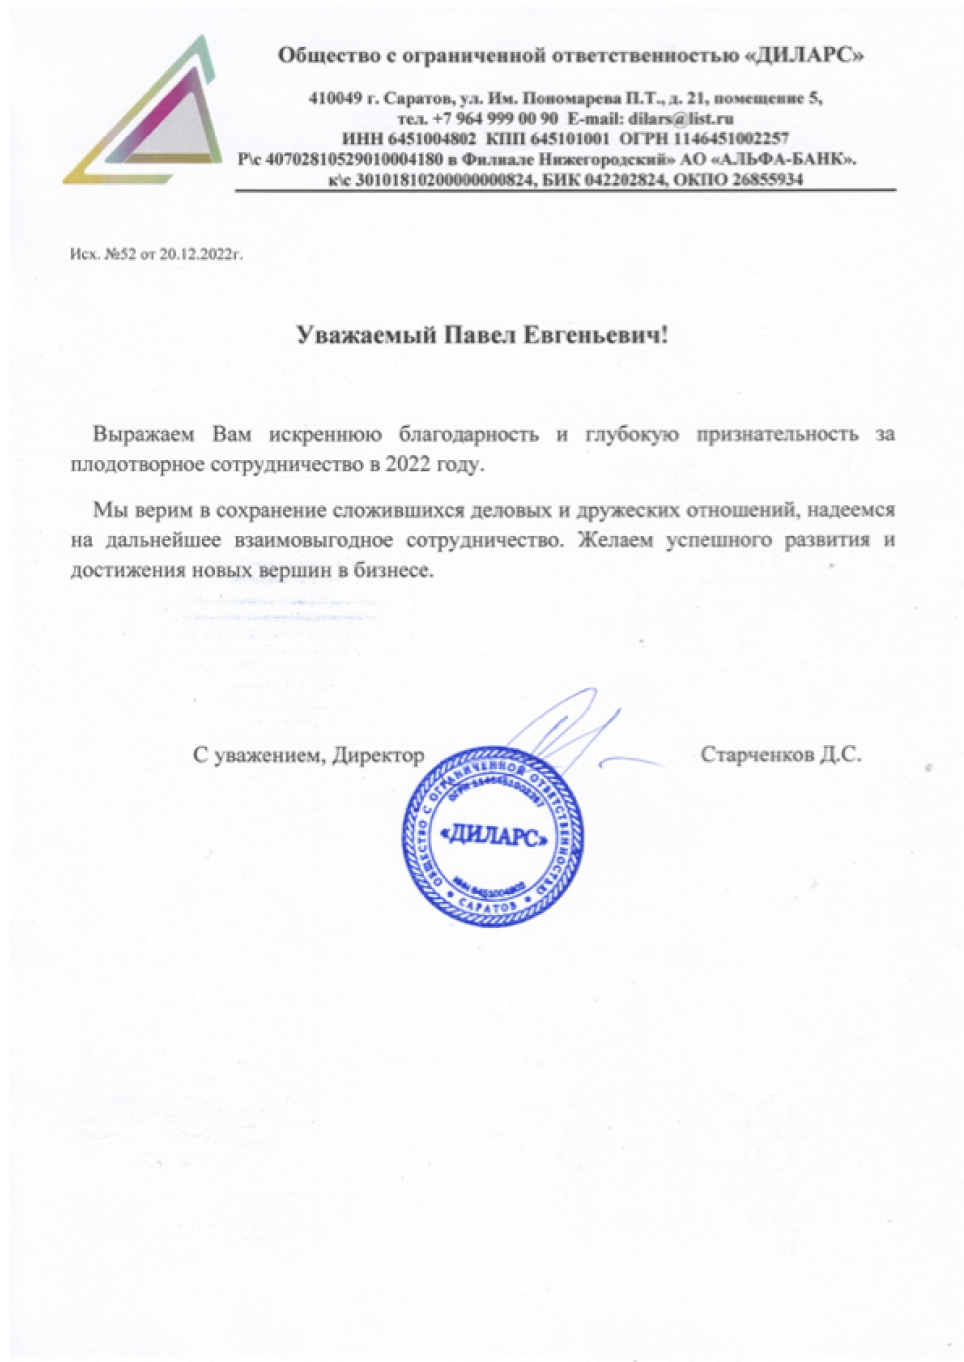 Общество с ограниченной ответственностью «ДИЛАРС»
410049 г. Саратов, ул. Им. Пономарева П.Т., д. 21, помещение 5,
тел. +7 964 999 00 90 E-mail: dilars@list.ru
ИНН 6451004802 КПП 645101001 ОГРН 1146451002257
Р\с 40702810529010004180 в Филиале Нижегородский» АО «АЛЬФА-БАНК».
к\с 30101810200000000824, БИК 042202824, ОКПО 26855934
Исх. №52 от 20.12.2022г.
Уважаемый Павел Евгеньевич!
Выражаем Вам искреннюю благодарность и глубокую признательность за
плодотворное сотрудничество в 2022 году.
Мы верим в сохранение сложившихся деловых и дружеских отношений, надеемся
на дальнейшее взаимовыгодное сотрудничество. Желаем успешного развития и
достижения новых вершин в бизнесе.
С уважением, Директор Старченков Д.С.
ОБЩЕСТВО С ОГРАНИЧЕННОЙ ОТВЕТСТВЕННОСТЬЮ
ОГРН 1146451002257
«ДИЛАРС»
ИНН 6451004802
* САРАТОВ *